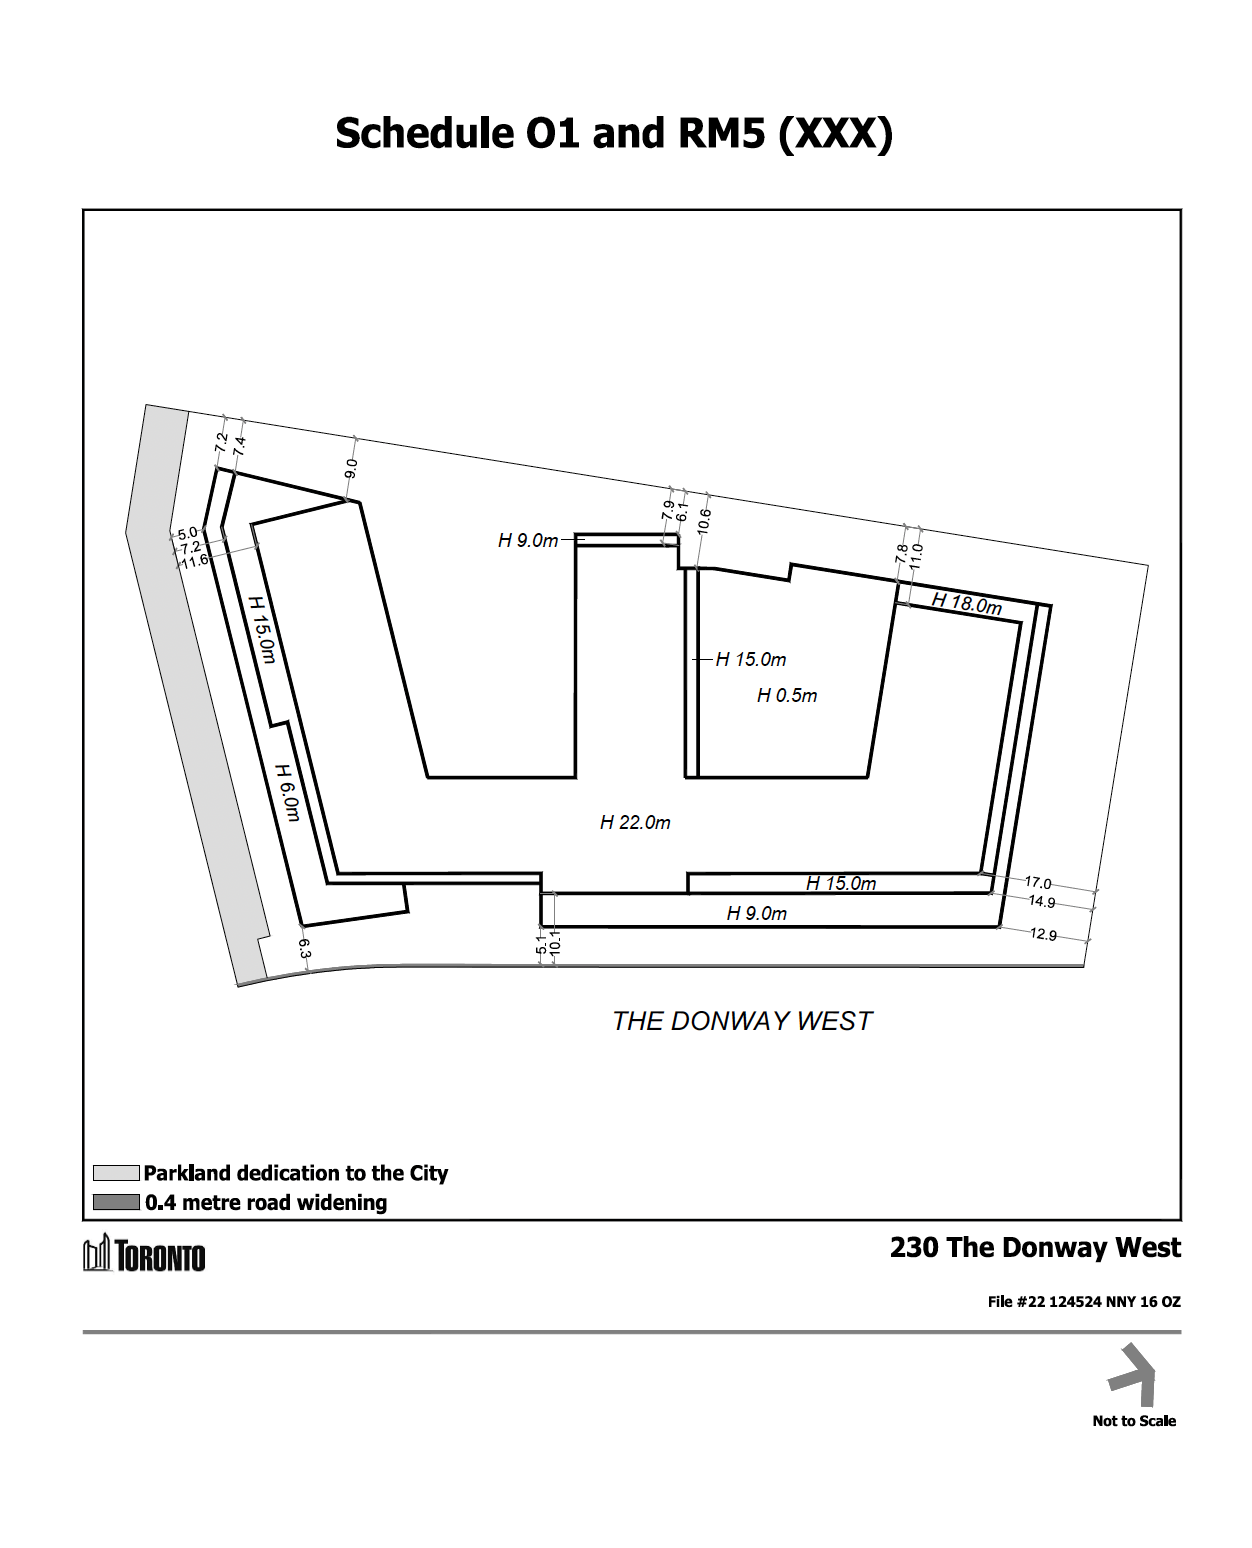 Schedule O1 and RM5 (XXX)
7.2
7.4
9.0
7.9
6.1
10.6
7.8
11.0
5.0
7.2
11.6
H 9.0m
H 18.0m
H 15.0m
H 15.0m
H 0.5m
H 6.0m
H 22.0m
H 15.0m
H 9.0m
17.0
14.9
12.9
6.3
5.1
10.1
THE DONWAY WEST
Parkland dedication to the City
0.4 metre road widening
TORONTO
230 The Donway West
File #22 124524 NNY 16 OZ
Not to Scale